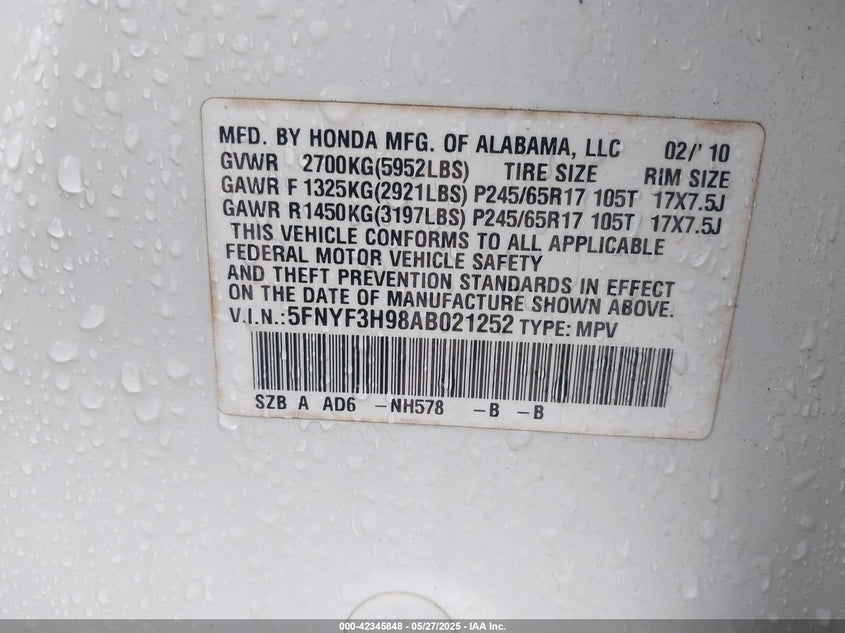 MFD. BY HONDA MFG. OF ALABAMA, LLC 02/' 10
GVWR 2700KG(5952LBS) TIRE SIZE RIM SIZE
GAWR F 1325KG(2921LBS) P245/65R17 105T 17X7.5J
GAWR R1450KG(3197LBS) P245/65R17 105T 17X7.5J
THIS VEHICLE CONFORMS TO ALL APPLICABLE
FEDERAL MOTOR VEHICLE SAFETY
AND THEFT PREVENTION STANDARDS IN EFFECT
ON THE DATE OF MANUFACTURE SHOWN ABOVE.
V.I.N.:5FNYF3H98AB021252 TYPE: MPV
SZB A AD6 –NH578 –B –B
000-42345848 — 05/27/2025 — IAA Inc.